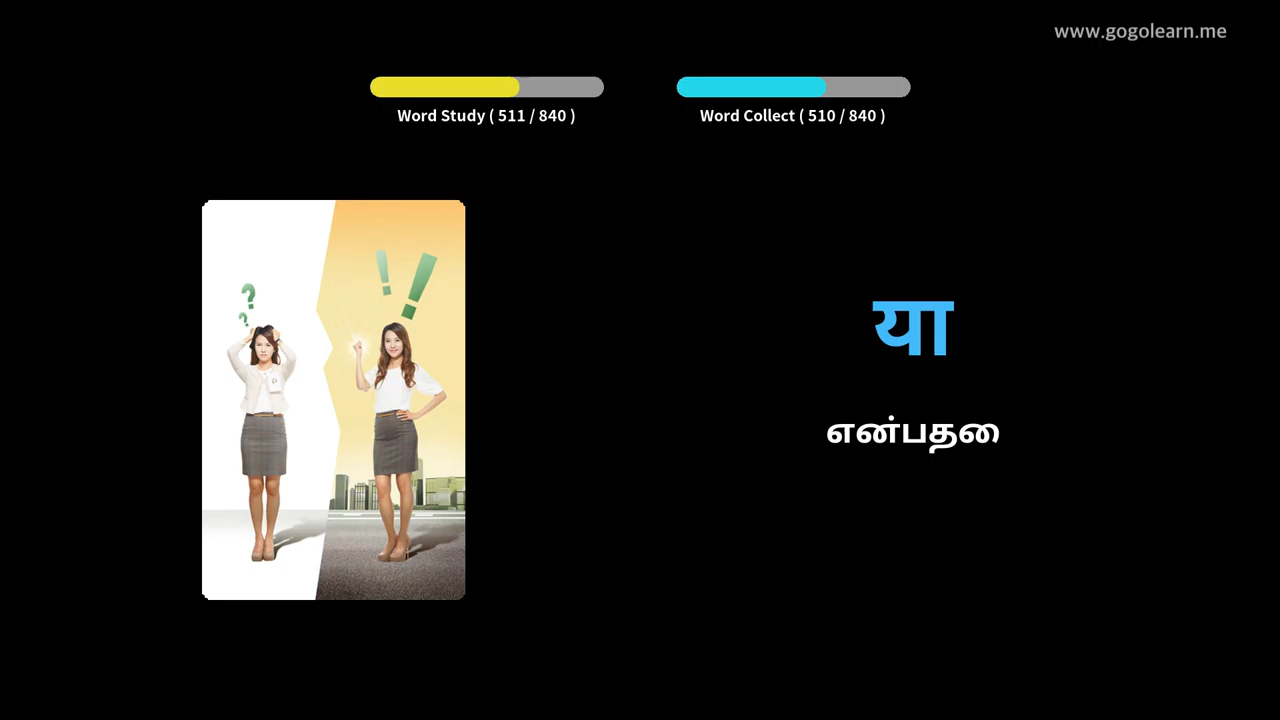 www.gogolearn.me
Word Study ( 511 / 840 )
Word Collect ( 510 / 840 )
या
என்பதை